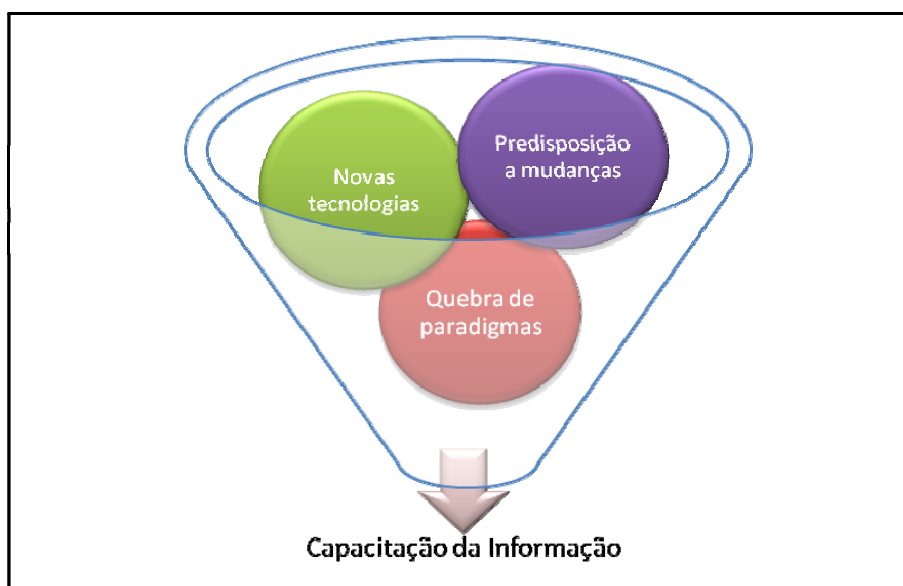 Predisposição
a mudanças
Novas
tecnologias
Quebra de
paradigmas
Capacitação da Informação